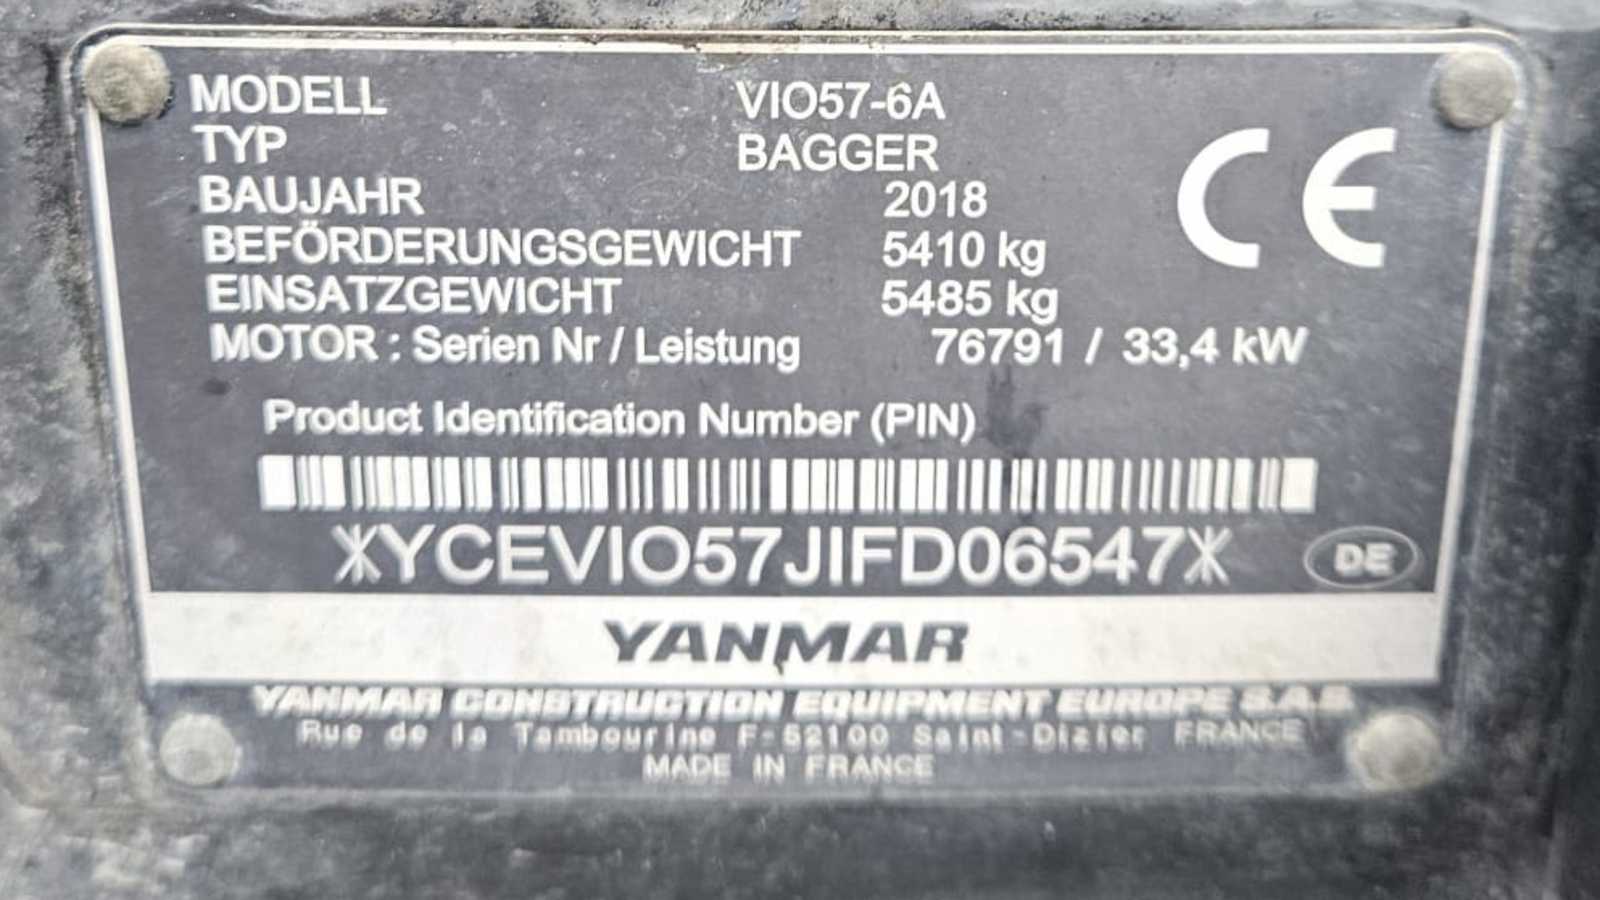 MODELL VIO57-6A
TYP BAGGER
BAUJAHR 2018
BEFÖRDERUNGSGEWICHT 5410 kg
EINSATZGEWICHT 5485 kg
MOTOR : Serien Nr / Leistung 76791 / 33,4 kW
CE
Product Identification Number (PIN)
*YCEVIO57JIFD06547*
DE
YANMAR
YANMAR CONSTRUCTION EQUIPMENT EUROPE S.A.S.
Rue de la Tambourine F-52100 Saint-Dizier FRANCE
MADE IN FRANCE